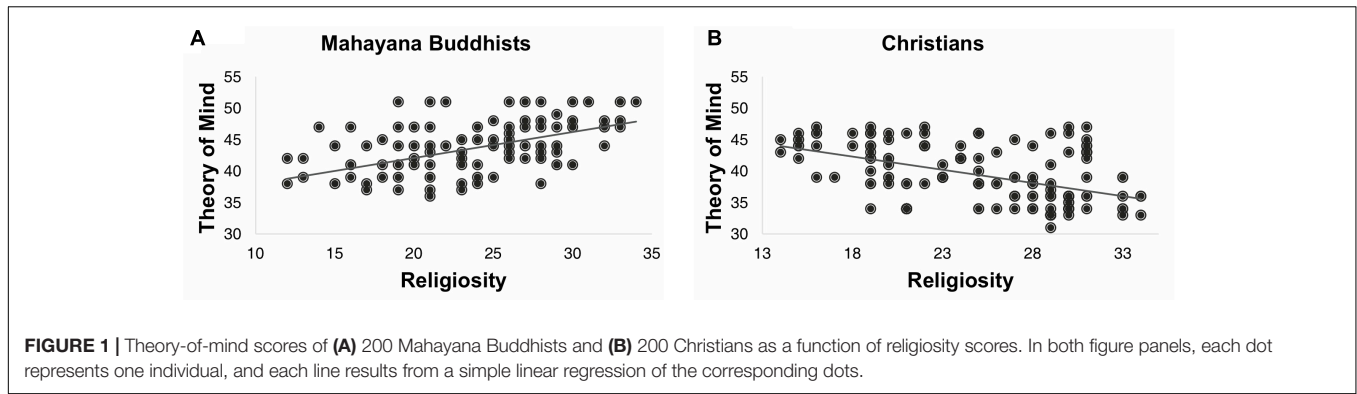 A
Mahayana Buddhists
Theory of Mind
55
50
45
40
35
30
10 15 20 25 30 35
Religiosity
B
Christians
Theory of Mind
55
50
45
40
35
30
13 18 23 28 33
Religiosity
FIGURE 1 | Theory-of-mind scores of (A) 200 Mahayana Buddhists and (B) 200 Christians as a function of religiosity scores. In both figure panels, each dot
represents one individual, and each line results from a simple linear regression of the corresponding dots.